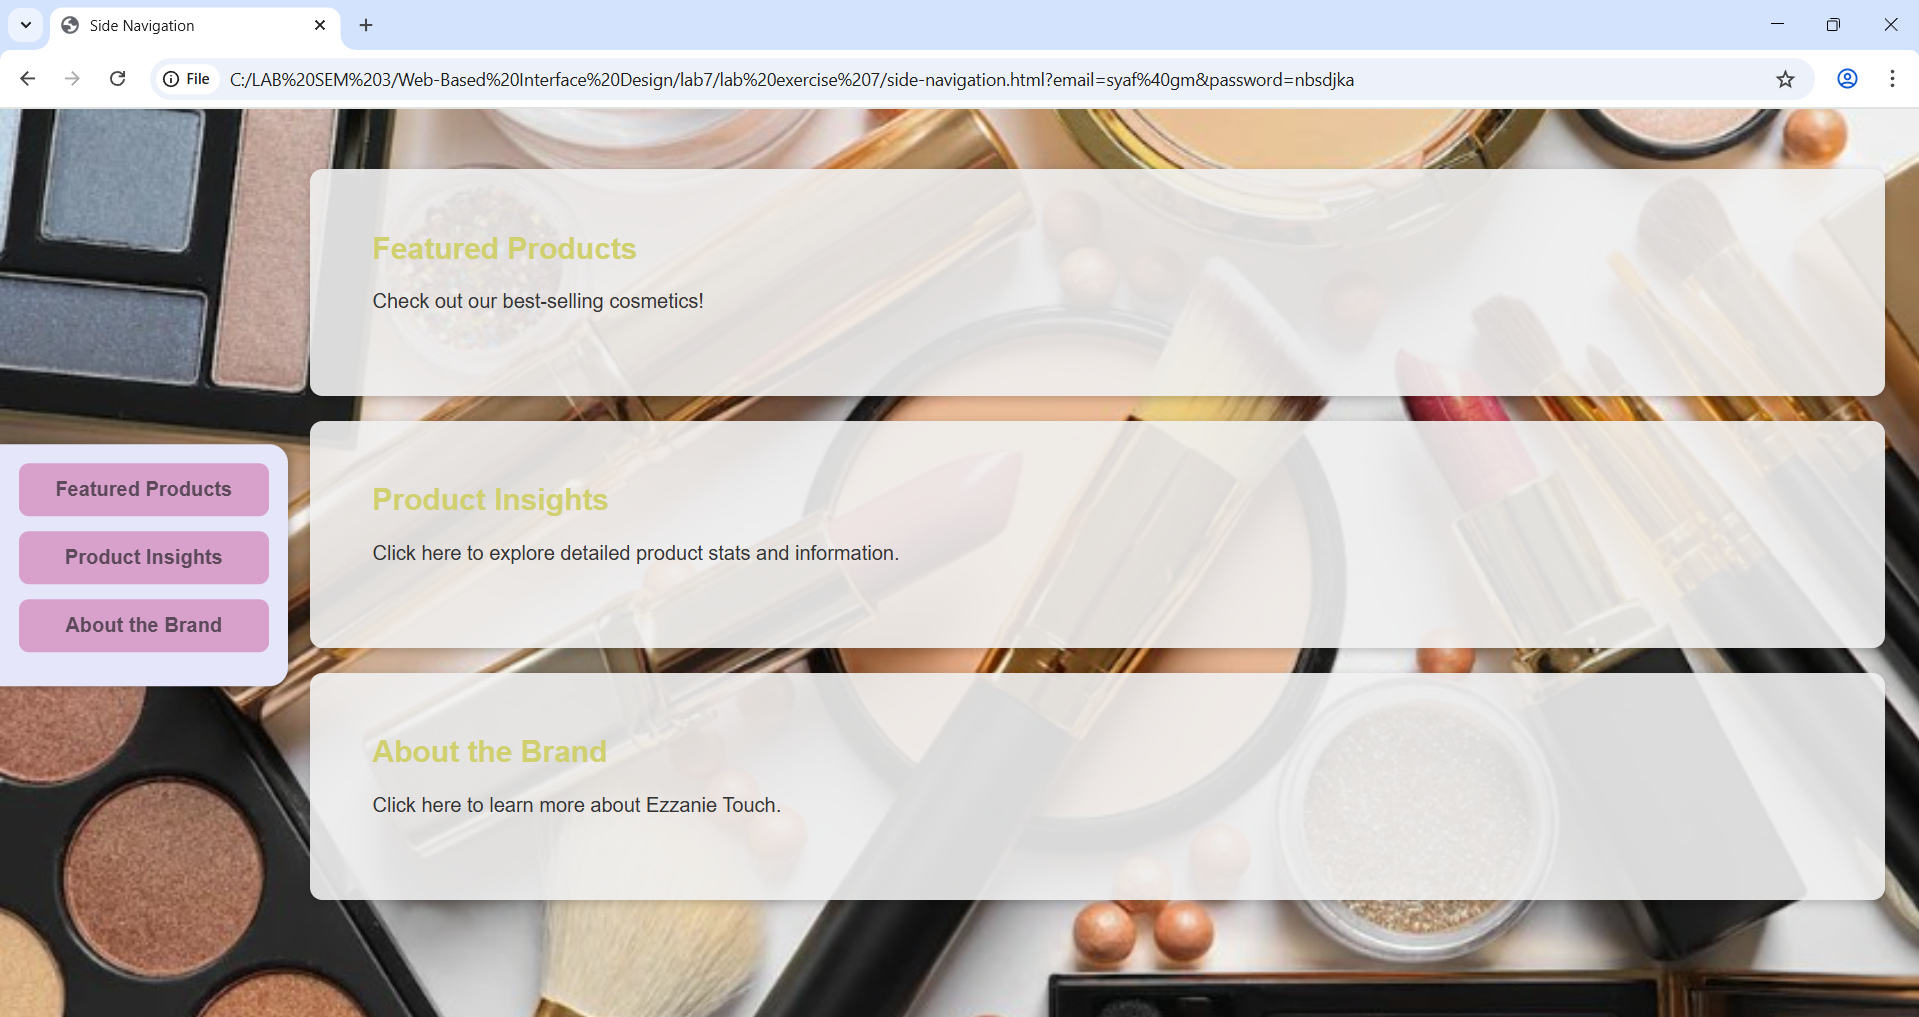 Side Navigation
File
C:/LAB%20SEM%203/Web-Based%20Interface%20Design/lab7/lab%20exercise%207/side-navigation.html?email=syaf%40gm&password=nbsdjka
Featured Products
Check out our best-selling cosmetics!
Product Insights
Click here to explore detailed product stats and information.
About the Brand
Click here to learn more about Ezzanie Touch.
Featured Products
Product Insights
About the Brand